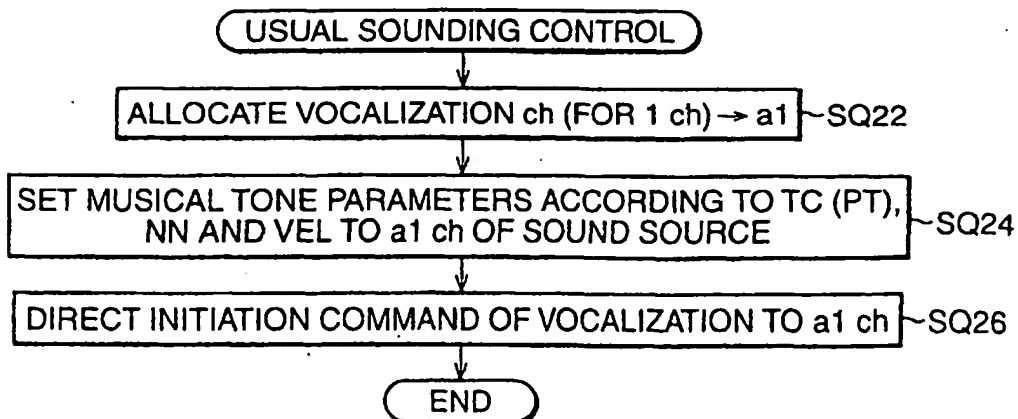 USUAL SOUNDING CONTROL
ALLOCATE VOCALIZATION ch (FOR 1 ch) → a1
SQ22
SET MUSICAL TONE PARAMETERS ACCORDING TO TC (PT),
NN AND VEL TO a1 ch OF SOUND SOURCE
SQ24
DIRECT INITIATION COMMAND OF VOCALIZATION TO a1 ch
SQ26
END